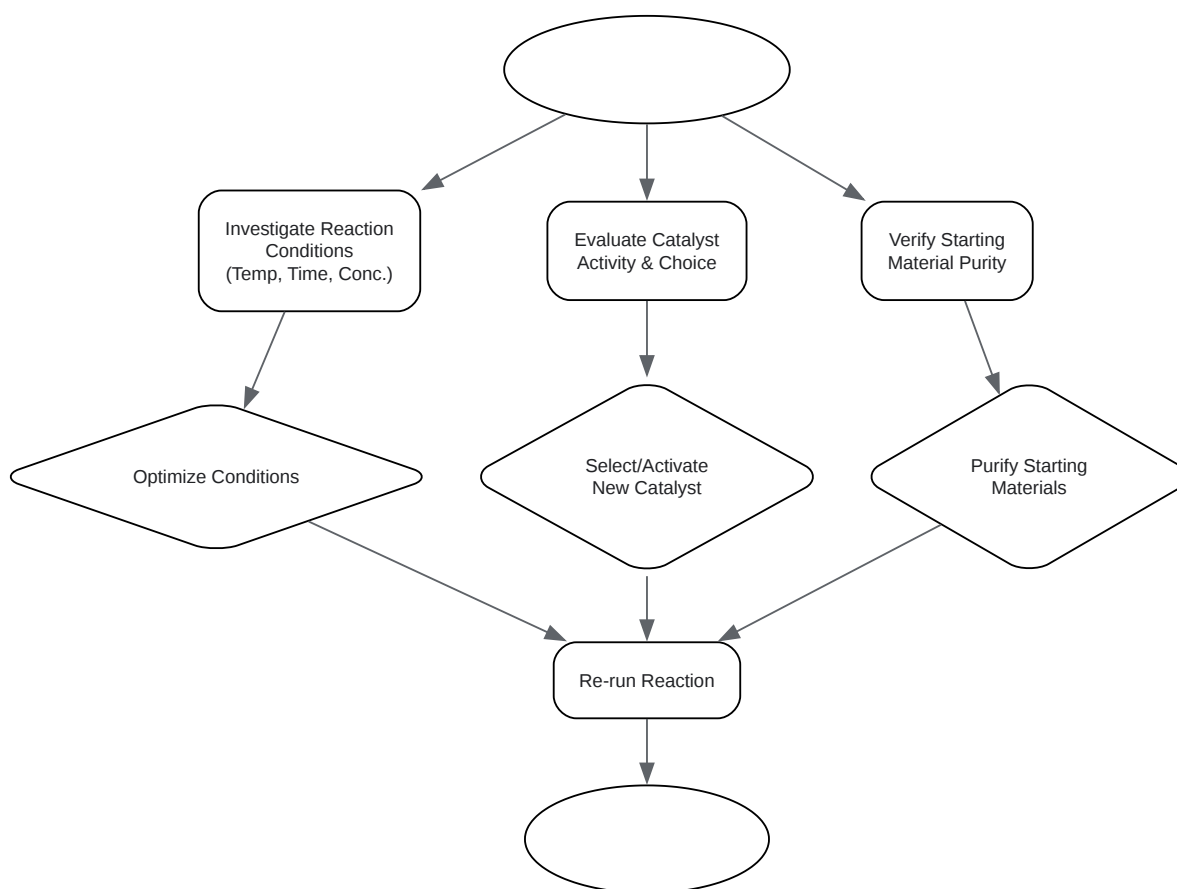 Investigate Reaction
Conditions
(Temp, Time, Conc.)
Evaluate Catalyst
Activity & Choice
Verify Starting
Material Purity
Optimize Conditions
Select/Activate
New Catalyst
Purify Starting
Materials
Re-run Reaction